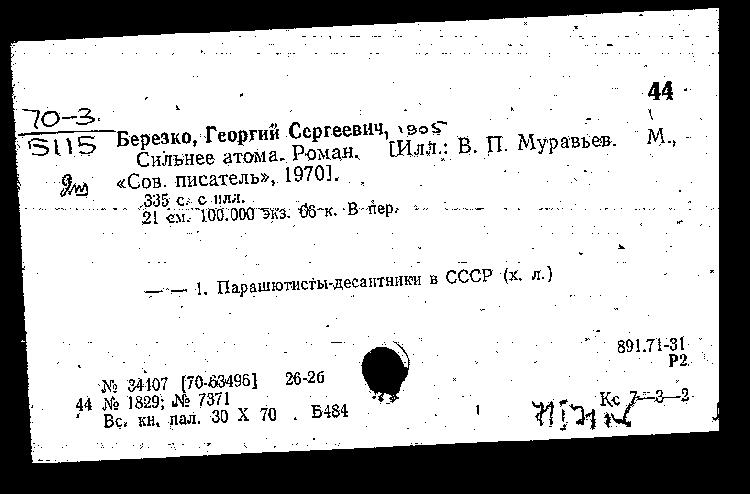 44
70-3
5115
Березко, Георгий Сергеевич, 1905
Сильнее атома. Роман. [Илл.: В. П. Муравьев. М.,
2т «Сов. писатель», 1970].
335 с. с илл.
21 см. 100.000 экз. 66 к. В пер.
— — 1. Парашютисты-десантники в СССР (х. л.)
891.71-31
Р2
№ 34107 [70-63496] 26-26
44 № 1829; № 7371
Вс. кн. пал. 30 X 70 . Б484
Кс 7—3—2